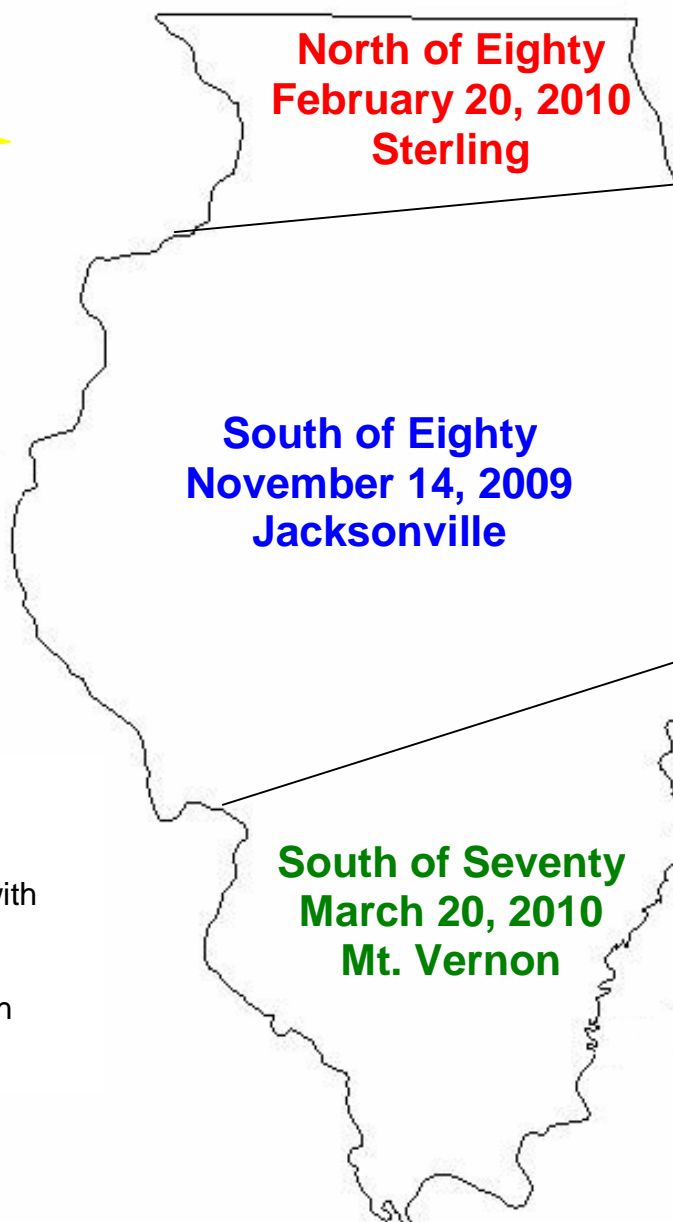 North of Eighty
February 20, 2010
Sterling
South of Eighty
November 14, 2009
Jacksonville
South of Seventy
March 20, 2010
Mt. Vernon